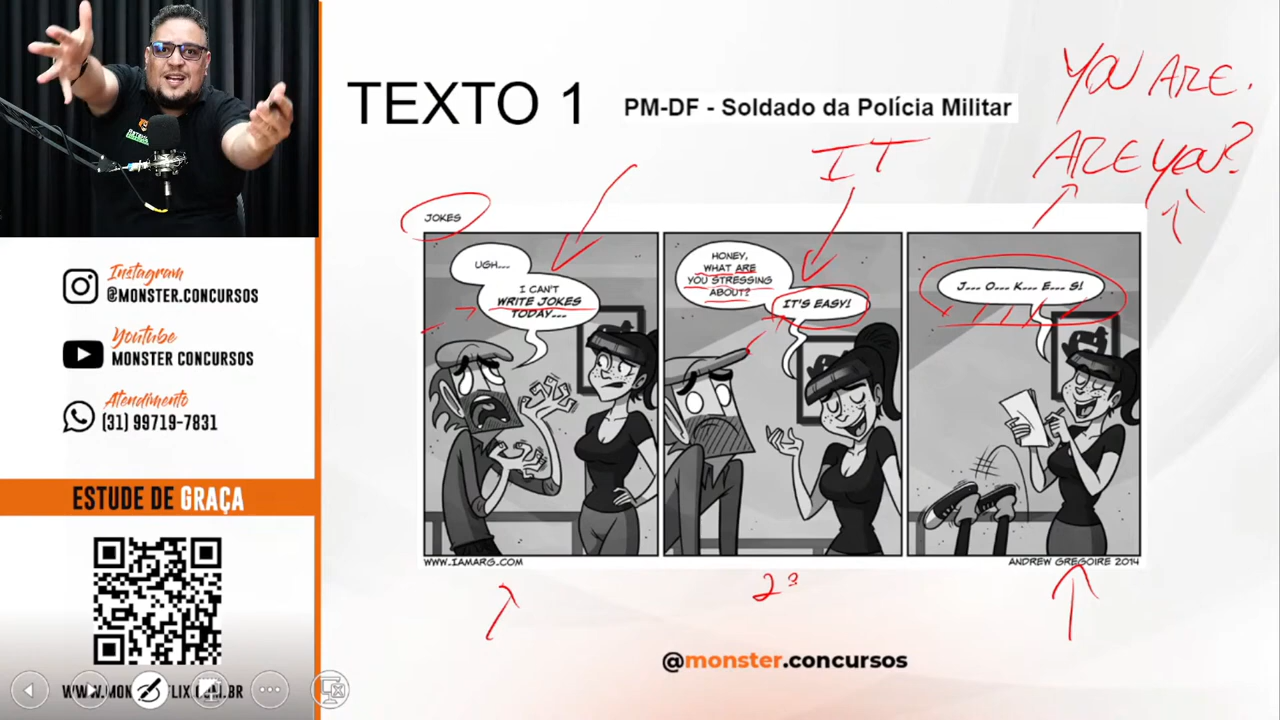 TEXTO 1
PM-DF - Soldado da Polícia Militar
YOU ARE.
ARE YOU?
IT
JOKES
UGH...
I CAN'T
WRITE JOKES
TODAY...
HONEY,
WHAT ARE
YOU STRESSING
ABOUT?
IT'S EASY!
J... O... K... E... S!
WWW.IAMARG.COM
ANDREW GREGOIRE 2014
2ª
@monster.concursos
Instagram
@MONSTER.CONCURSOS
Youtube
MONSTER CONCURSOS
Atendimento
(31) 99719-7831
ESTUDE DE GRAÇA